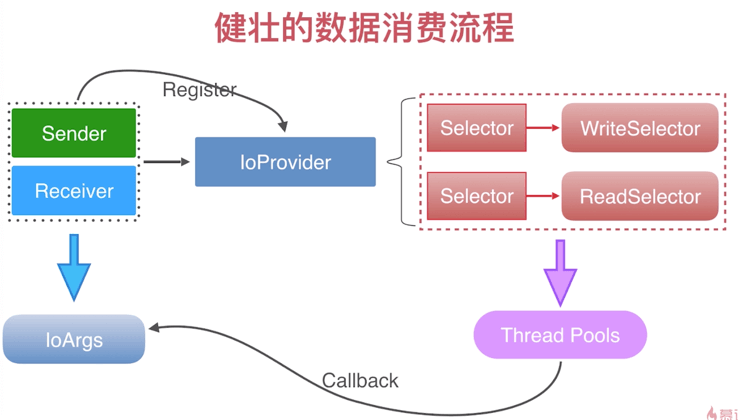 健壮的数据消费流程
Register
Sender
Receiver
IoProvider
Selector
WriteSelector
Selector
ReadSelector
IoArgs
Thread Pools
Callback